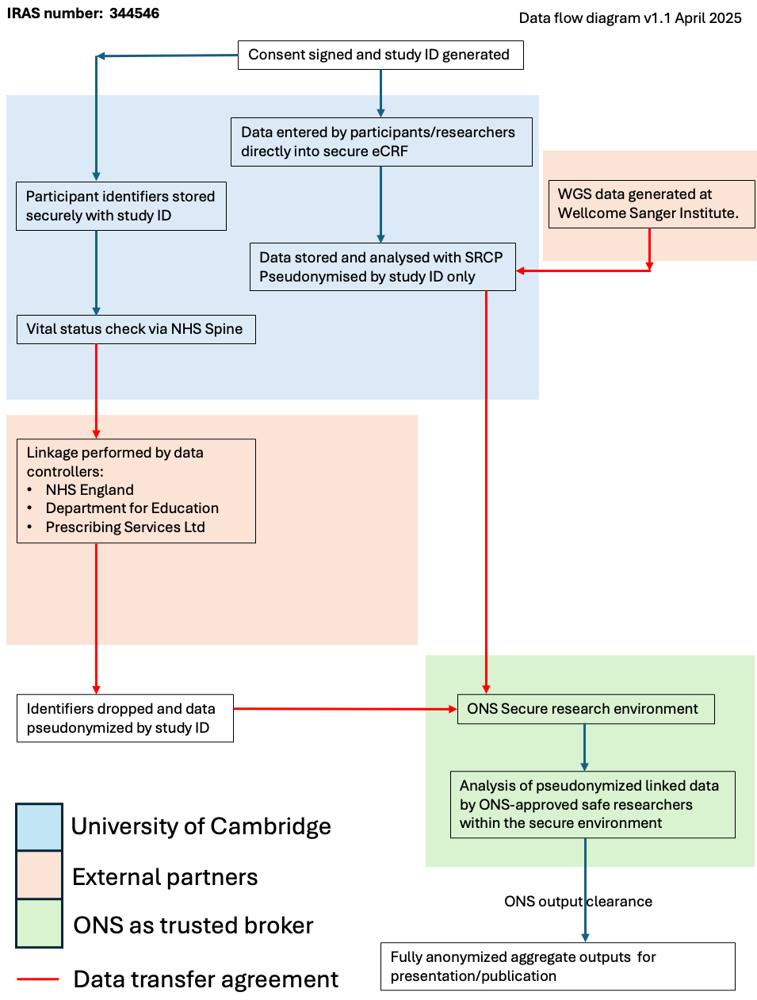 IRAS number:  344546
Data flow diagram v1.1 April 2025
Consent signed and study ID generated
Data entered by participants/researchers
directly into secure eCRF
WGS data generated at
Wellcome Sanger Institute.
Participant identifiers stored
securely with study ID
Data stored and analysed with SRCP
Pseudonymised by study ID only
Vital status check via NHS Spine
Linkage performed by data
controllers:
• NHS England
• Department for Education
• Prescribing Services Ltd
Identifiers dropped and data
pseudonymized by study ID
ONS Secure research environment
Analysis of pseudonymized linked data
by ONS-approved safe researchers
within the secure environment
ONS output clearance
Fully anonymized aggregate outputs  for
presentation/publication
University of Cambridge
External partners
ONS as trusted broker
Data transfer agreement